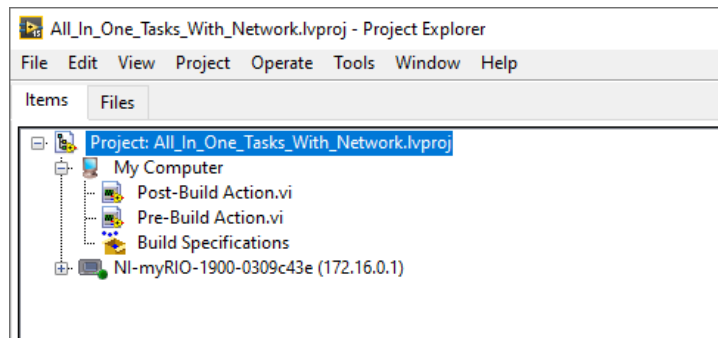 All_In_One_Tasks_With_Network.lvproj - Project Explorer
File Edit View Project Operate Tools Window Help
Items Files
Project: All_In_One_Tasks_With_Network.lvproj
My Computer
Post-Build Action.vi
Pre-Build Action.vi
Build Specifications
NI-myRIO-1900-0309c43e (172.16.0.1)